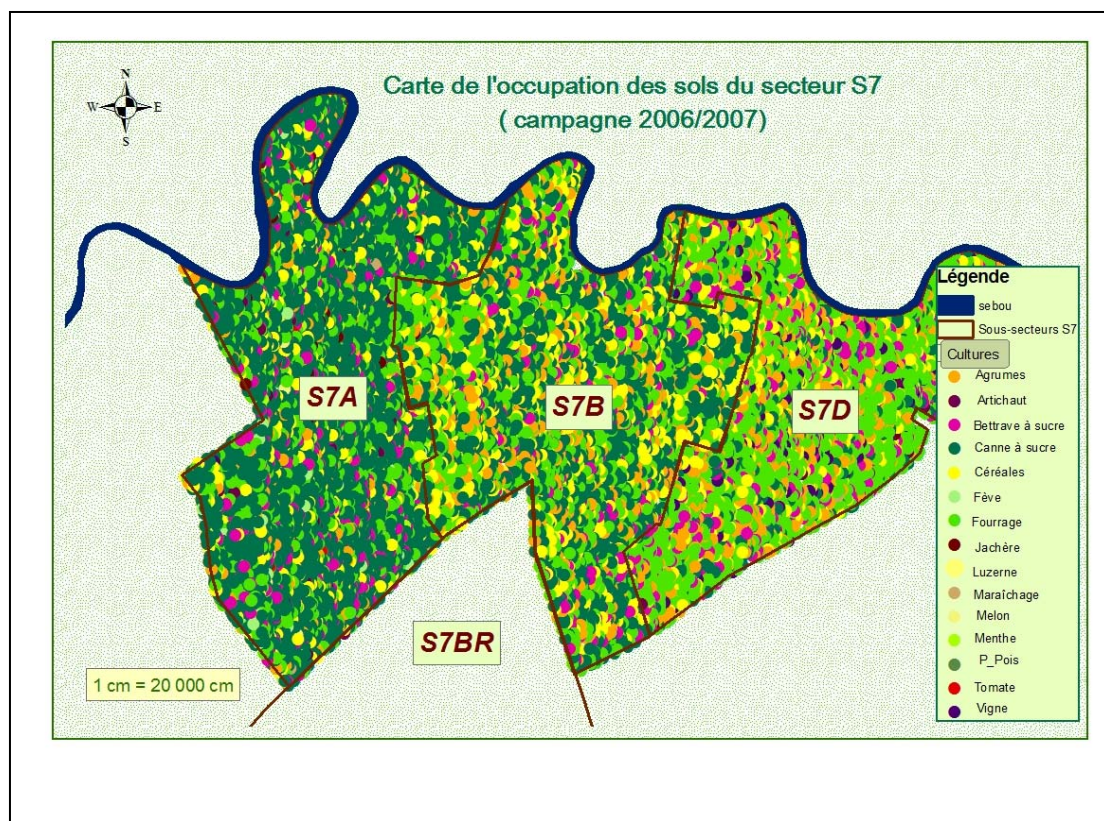 Carte de l'occupation des sols du secteur S7
( campagne 2006/2007)
N
W
E
S
S7A
S7B
S7D
S7BR
1 cm = 20 000 cm
Légende
sebou
Sous-secteurs S7
Cultures
Agrumes
Artichaut
Bettrave à sucre
Canne à sucre
Céréales
Fève
Fourrage
Jachère
Luzerne
Maraîchage
Melon
Menthe
P_Pois
Tomate
Vigne